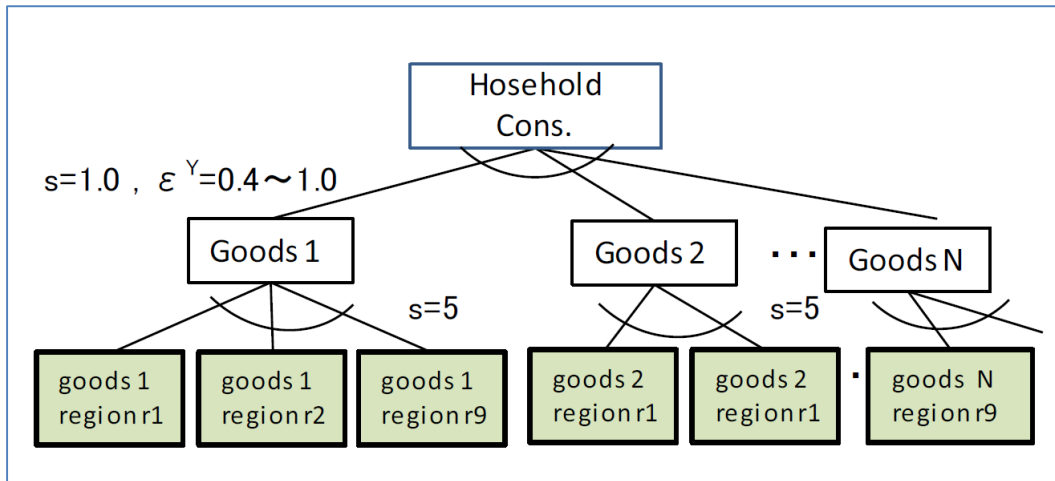 Hosehold
Cons.
s=1.0 , ε Y=0.4～1.0
Goods 1
Goods 2
･･･
Goods N
s=5
s=5
goods 1
region r1
goods 1
region r2
goods 1
region r9
goods 2
region r1
goods 2
region r1
･
goods N
region r9